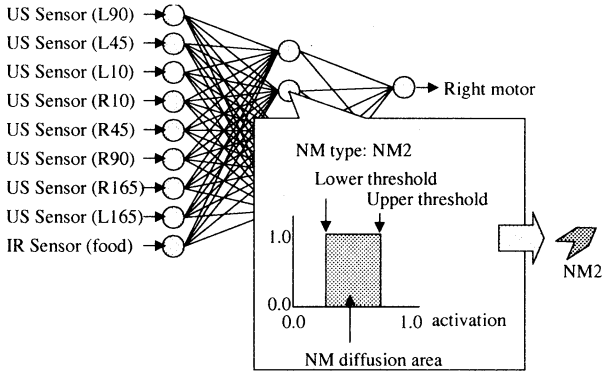 US Sensor (L90)
US Sensor (L45)
US Sensor (L10)
US Sensor (R10)
US Sensor (R45)
US Sensor (R90)
US Sensor (R165)
US Sensor (L165)
IR Sensor (food)
Right motor
NM type: NM2
Lower threshold
Upper threshold
1.0
0.0
0.0 1.0 activation
NM diffusion area
NM2